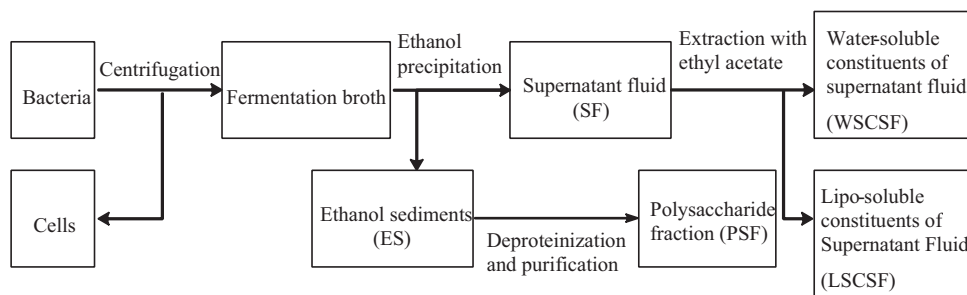 Bacteria
Centrifugation
Fermentation broth
Ethanol
precipitation
Supernatant fluid
(SF)
Extraction with
ethyl acetate
Water-soluble
constituents of
supernatant fluid
(WSCSF)
Cells
Ethanol sediments
(ES)
Deproteinization
and purification
Polysaccharide
fraction (PSF)
Lipo-soluble
constituents of
Supernatant Fluid
(LSCSF)